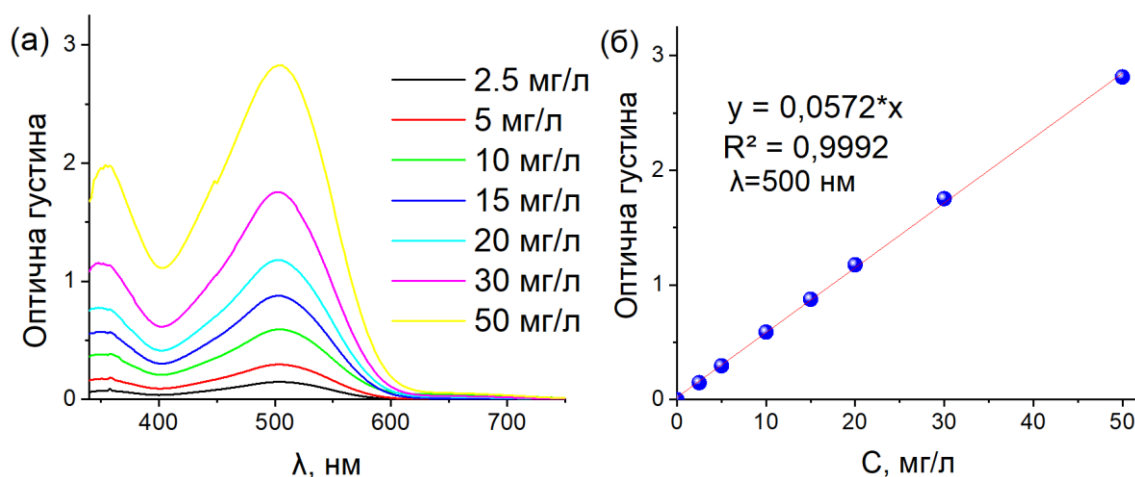 (а)
Оптична густина
3
2
1
0
2.5 мг/л
5 мг/л
10 мг/л
15 мг/л
20 мг/л
30 мг/л
50 мг/л
400
500
600
700
λ, нм
(б)
Оптична густина
3
2
1
0
y = 0,0572*x
R² = 0,9992
λ=500 нм
0
10
20
30
40
50
С, мг/л